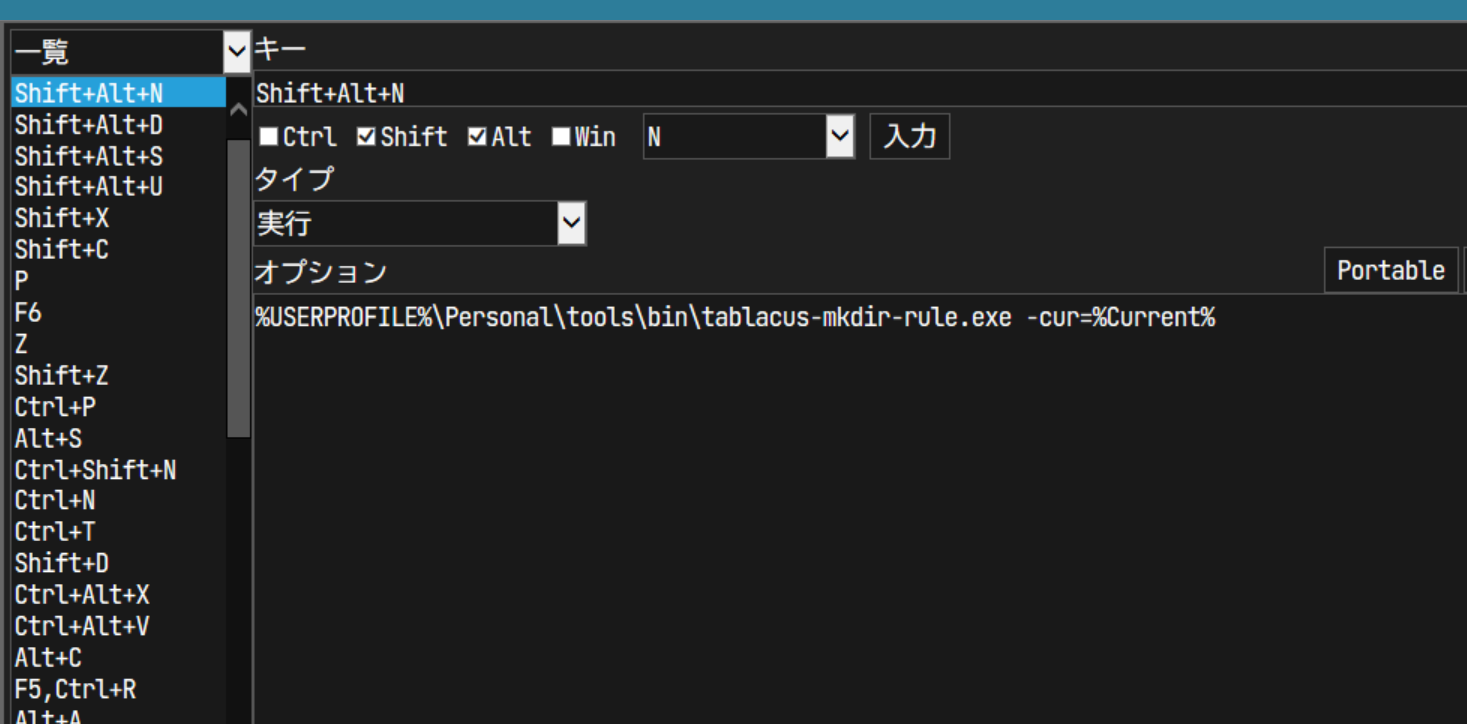 一覧
Shift+Alt+N
Shift+Alt+D
Shift+Alt+S
Shift+Alt+U
Shift+X
Shift+C
P
F6
Z
Shift+Z
Ctrl+P
Alt+S
Ctrl+Shift+N
Ctrl+N
Ctrl+T
Shift+D
Ctrl+Alt+X
Ctrl+Alt+V
Alt+C
F5,Ctrl+R
Alt+A
キー
Shift+Alt+N
Ctrl Shift Alt Win N 入力
タイプ
実行
オプション Portable
%USERPROFILE%\Personal\tools\bin\tablacus-mkdir-rule.exe -cur=%Current%